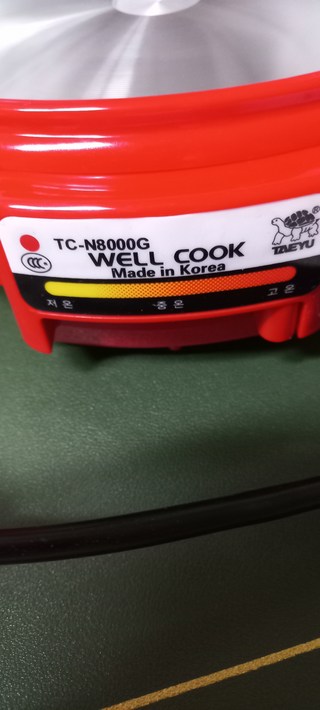 TC-N8000G
WELL COOK
Made in Korea
TAEYU
저온 중온 고온